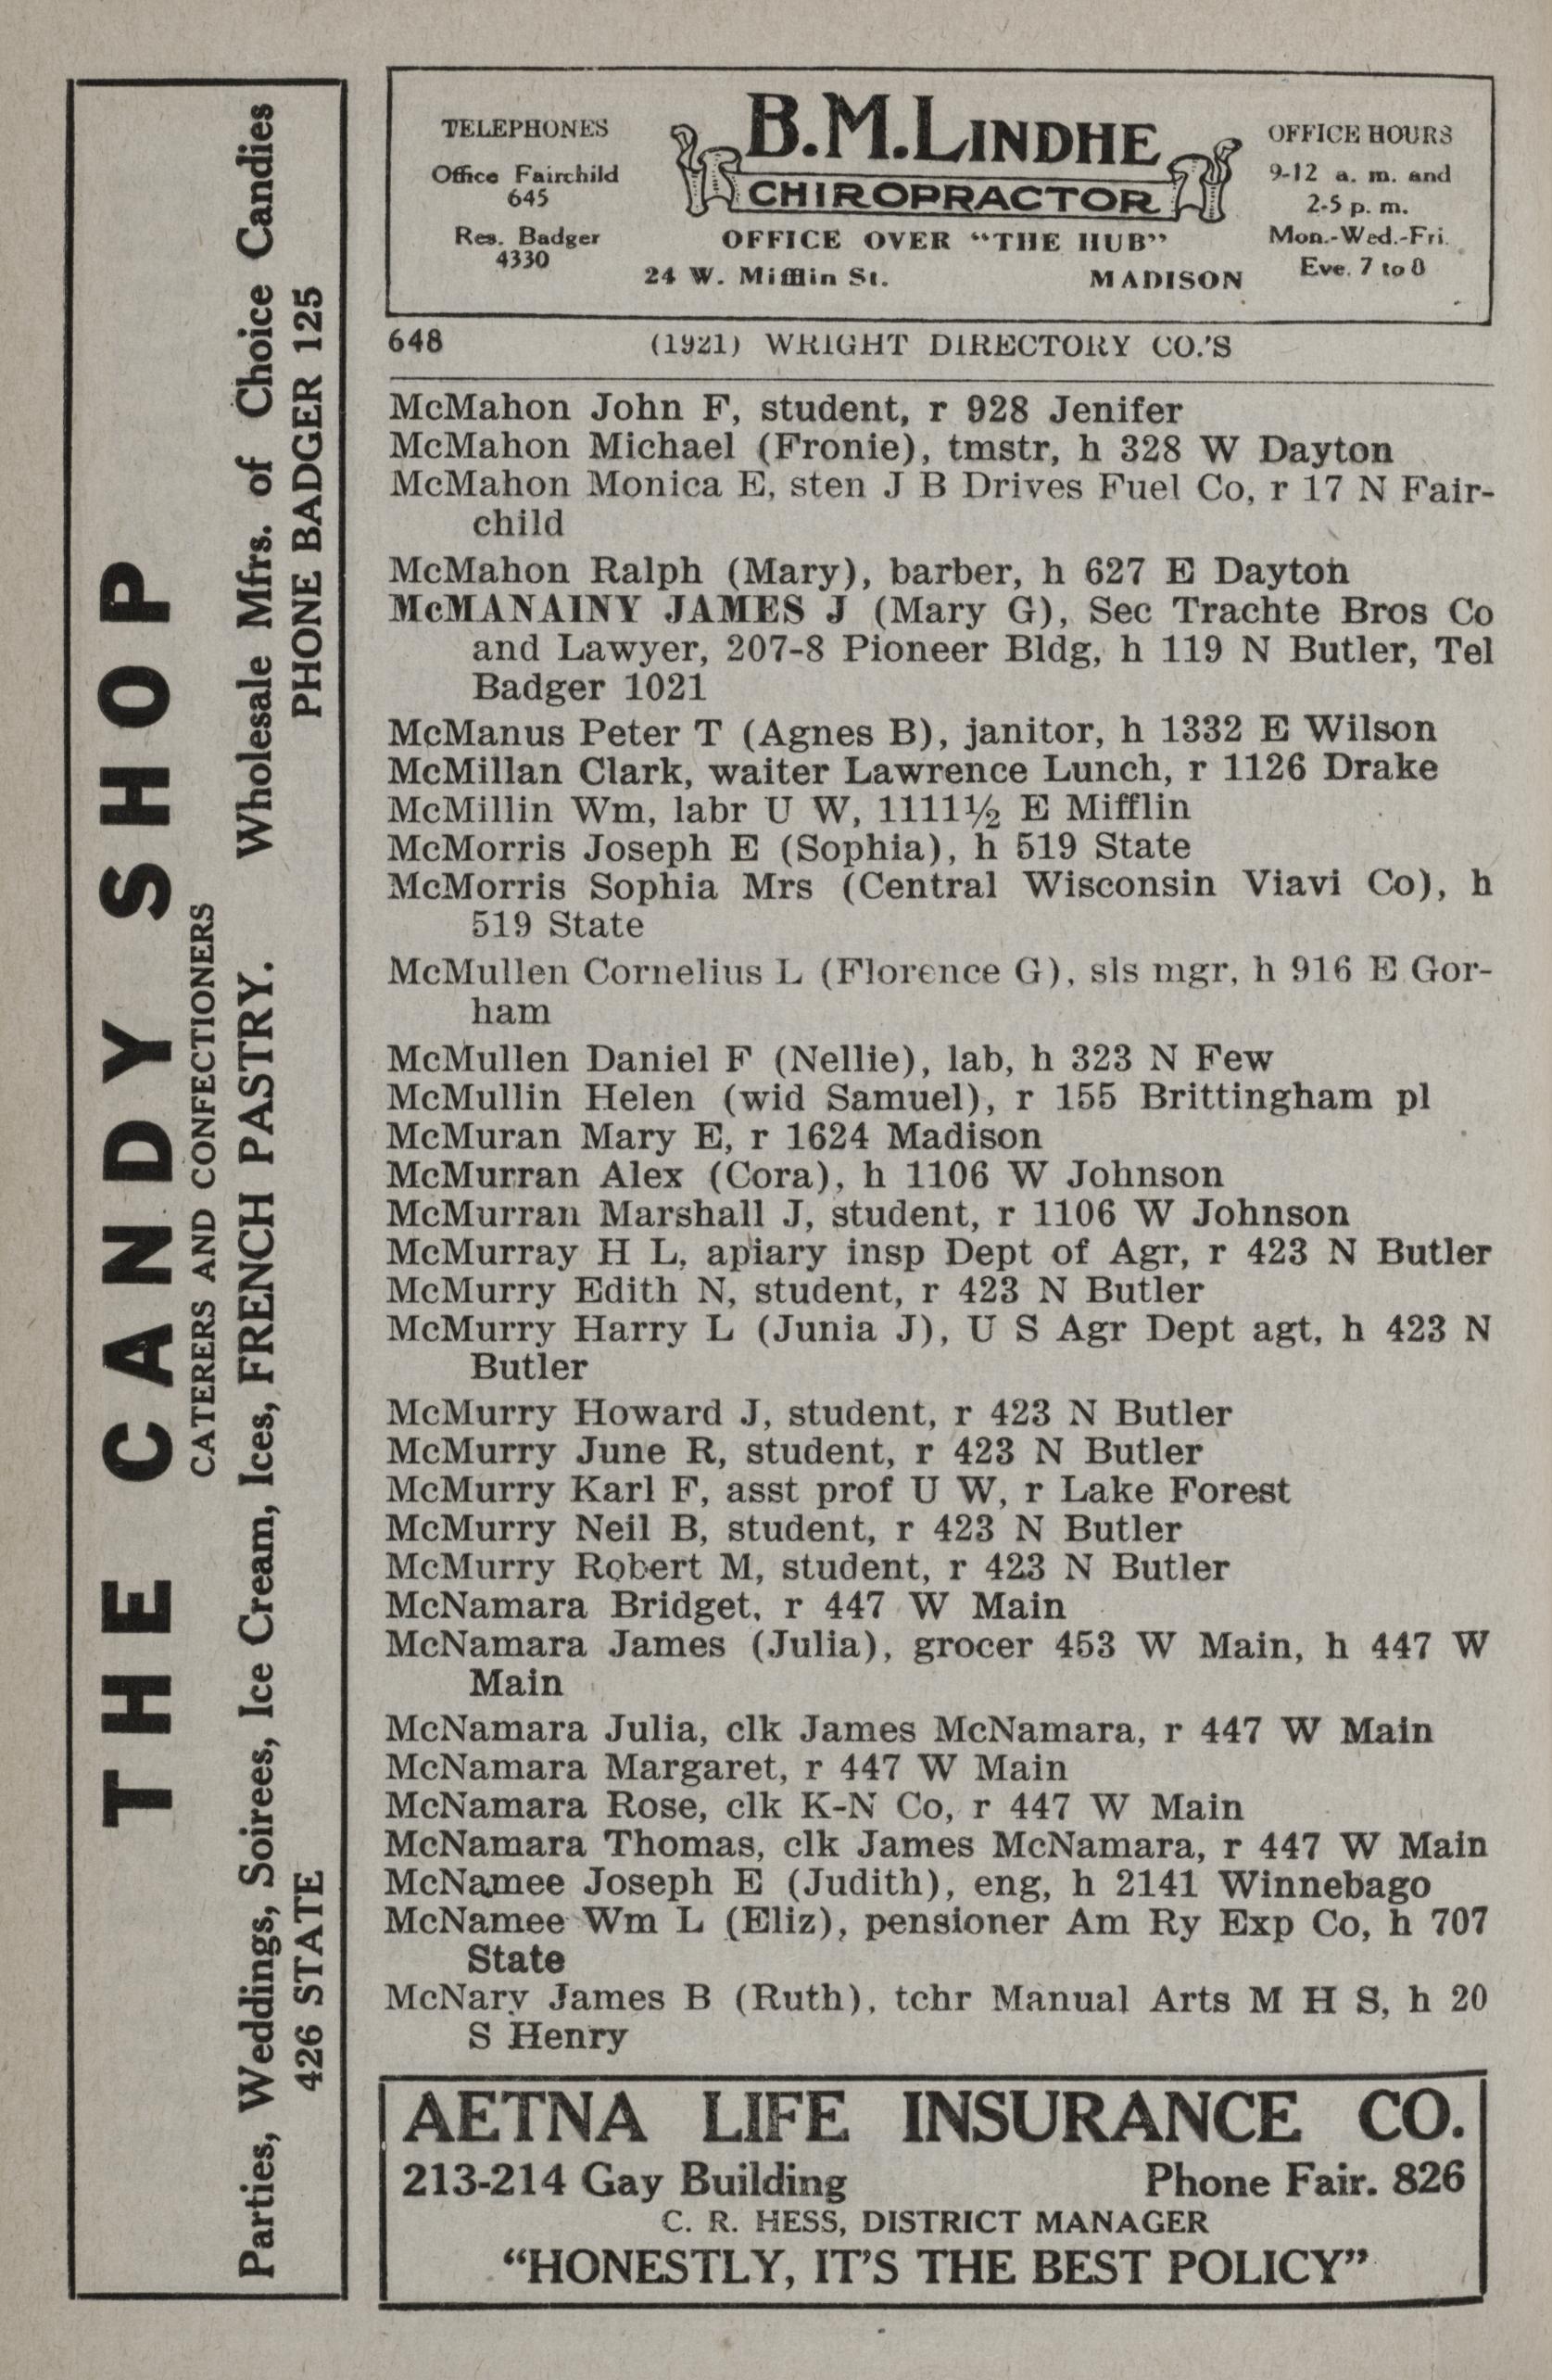 THE CANDY SHOP
CATERERS AND CONFECTIONERS
Parties, Weddings, Soirees, Ice Cream, Ices, FRENCH PASTRY. Wholesale Mfrs. of Choice Candies
426 STATE PHONE BADGER 125
TELEPHONES
Office Fairchild
645
Res. Badger
4330
B.M.LINDHE
CHIROPRACTOR
OFFICE OVER "THE HUB"
24 W. Mifflin St. MADISON
OFFICE HOURS
9-12 a. m. and
2-5 p. m.
Mon.-Wed.-Fri.
Eve. 7 to 8
648 (1921) WRIGHT DIRECTORY CO.'S
McMahon John F, student, r 928 Jenifer
McMahon Michael (Fronie), tmstr, h 328 W Dayton
McMahon Monica E, sten J B Drives Fuel Co, r 17 N Fair-
child
McMahon Ralph (Mary), barber, h 627 E Dayton
McMANAINY JAMES J (Mary G), Sec Trachte Bros Co
and Lawyer, 207-8 Pioneer Bldg, h 119 N Butler, Tel
Badger 1021
McManus Peter T (Agnes B), janitor, h 1332 E Wilson
McMillan Clark, waiter Lawrence Lunch, r 1126 Drake
McMillin Wm, labr U W, 1111½ E Mifflin
McMorris Joseph E (Sophia), h 519 State
McMorris Sophia Mrs (Central Wisconsin Viavi Co), h
519 State
McMullen Cornelius L (Florence G), sls mgr, h 916 E Gor-
ham
McMullen Daniel F (Nellie), lab, h 323 N Few
McMullin Helen (wid Samuel), r 155 Brittingham pl
McMuran Mary E, r 1624 Madison
McMurran Alex (Cora), h 1106 W Johnson
McMurran Marshall J, student, r 1106 W Johnson
McMurray H L, apiary insp Dept of Agr, r 423 N Butler
McMurry Edith N, student, r 423 N Butler
McMurry Harry L (Junia J), U S Agr Dept agt, h 423 N
Butler
McMurry Howard J, student, r 423 N Butler
McMurry June R, student, r 423 N Butler
McMurry Karl F, asst prof U W, r Lake Forest
McMurry Neil B, student, r 423 N Butler
McMurry Robert M, student, r 423 N Butler
McNamara Bridget, r 447 W Main
McNamara James (Julia), grocer 453 W Main, h 447 W
Main
McNamara Julia, clk James McNamara, r 447 W Main
McNamara Margaret, r 447 W Main
McNamara Rose, clk K-N Co, r 447 W Main
McNamara Thomas, clk James McNamara, r 447 W Main
McNamee Joseph E (Judith), eng, h 2141 Winnebago
McNamee Wm L (Eliz), pensioner Am Ry Exp Co, h 707
State
McNary James B (Ruth), tchr Manual Arts M H S, h 20
S Henry
AETNA LIFE INSURANCE CO.
213-214 Gay Building Phone Fair. 826
C. R. HESS, DISTRICT MANAGER
"HONESTLY, IT'S THE BEST POLICY"